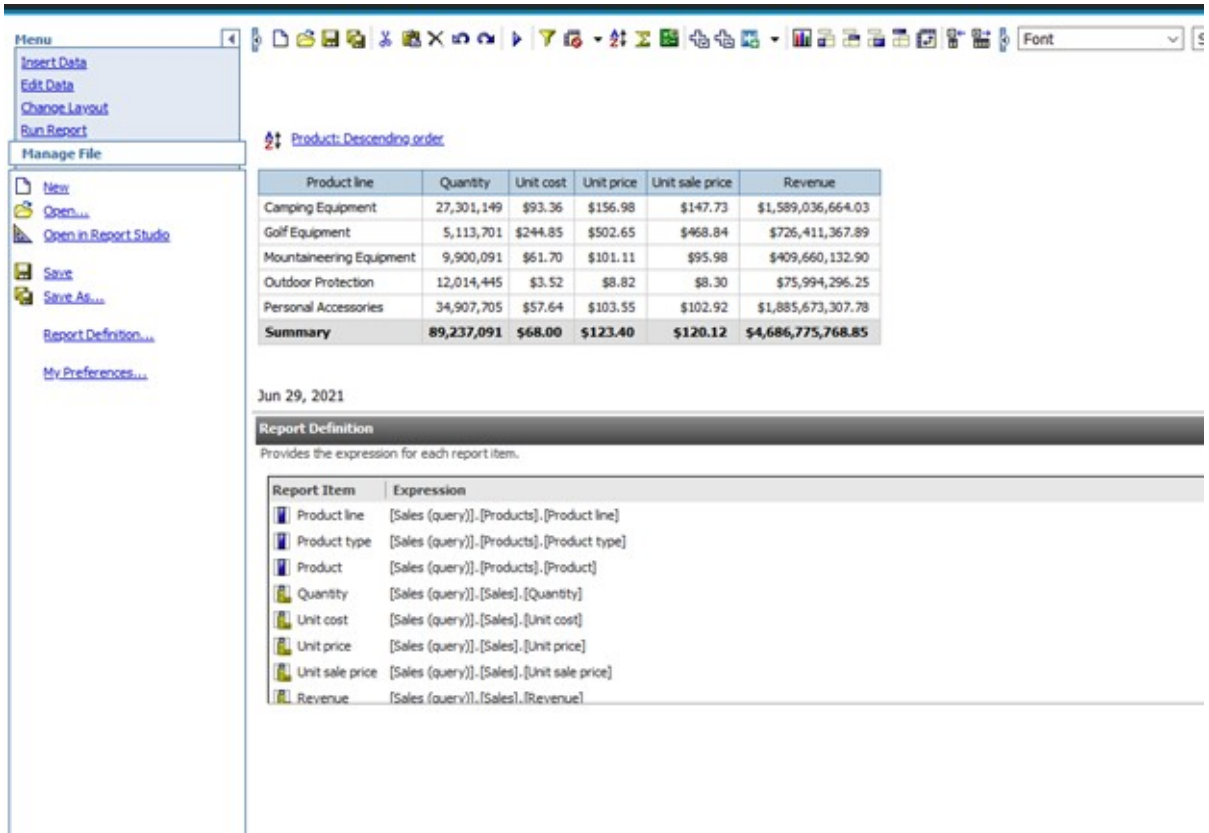 Menu
Insert Data
Edit Data
Change Layout
Run Report
Manage File
New
Open...
Open in Report Studio
Save
Save As...
Report Definition...
My Preferences...
Font
Product: Descending order
Product line Quantity Unit cost Unit price Unit sale price Revenue
Camping Equipment 27,301,149 $93.36 $156.98 $147.73 $1,589,036,664.03
Golf Equipment 5,113,701 $244.85 $502.65 $468.84 $726,411,367.89
Mountaineering Equipment 9,900,091 $61.70 $101.11 $95.98 $409,660,132.90
Outdoor Protection 12,014,445 $3.52 $8.82 $8.30 $75,994,296.25
Personal Accessories 34,907,705 $57.64 $103.55 $102.92 $1,885,673,307.78
Summary 89,237,091 $68.00 $123.40 $120.12 $4,686,775,768.85
Jun 29, 2021
Report Definition
Provides the expression for each report item.
Report Item Expression
Product line [Sales (query)].[Products].[Product line]
Product type [Sales (query)].[Products].[Product type]
Product [Sales (query)].[Products].[Product]
Quantity [Sales (query)].[Sales].[Quantity]
Unit cost [Sales (query)].[Sales].[Unit cost]
Unit price [Sales (query)].[Sales].[Unit price]
Unit sale price [Sales (query)].[Sales].[Unit sale price]
Revenue [Sales (query)].[Sales].[Revenue]